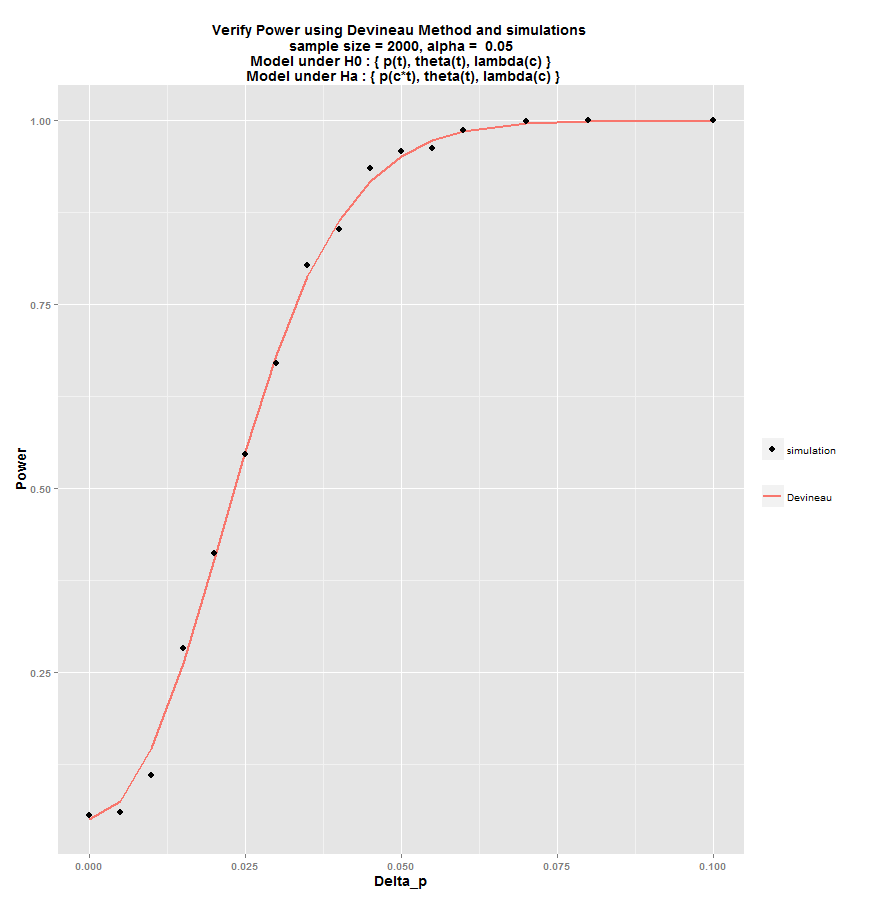 Verify Power using Devineau Method and simulations
sample size = 2000, alpha =  0.05
Model under H0 : { p(t), theta(t), lambda(c) }
Model under Ha : { p(c*t), theta(t), lambda(c) }
Power
1.00
0.75
0.50
0.25
simulation
Devineau
0.000
0.025
0.050
0.075
0.100
Delta_p